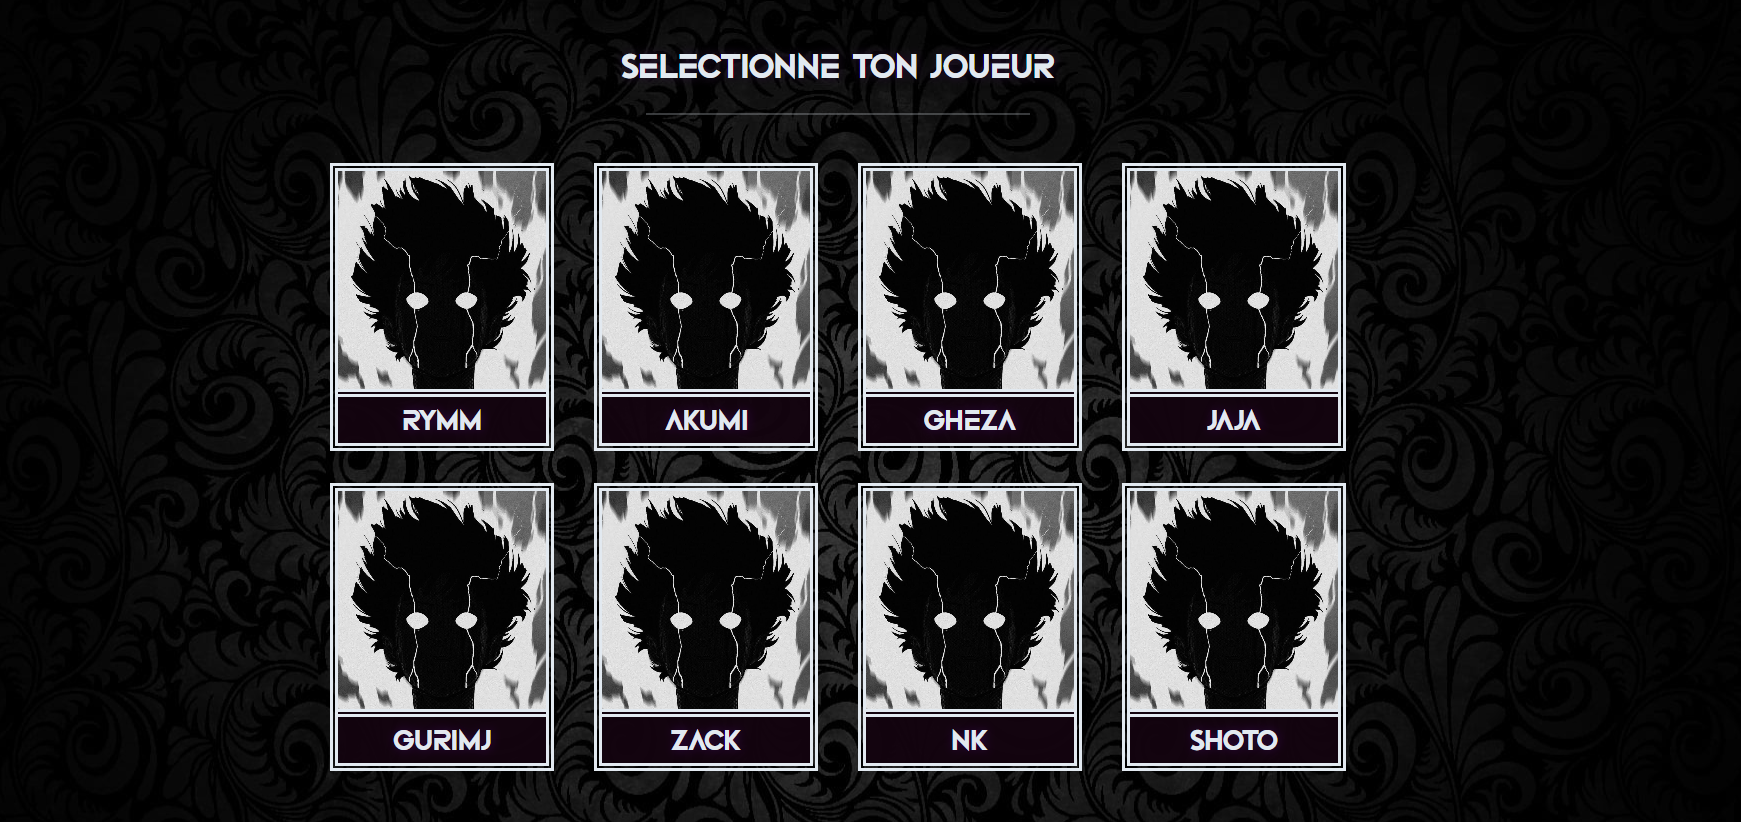 SELECTIONNE TON JOUEUR
RYMM
AKUMI
GHEZA
JAJA
GURIMJ
ZACK
NK
SHOTO